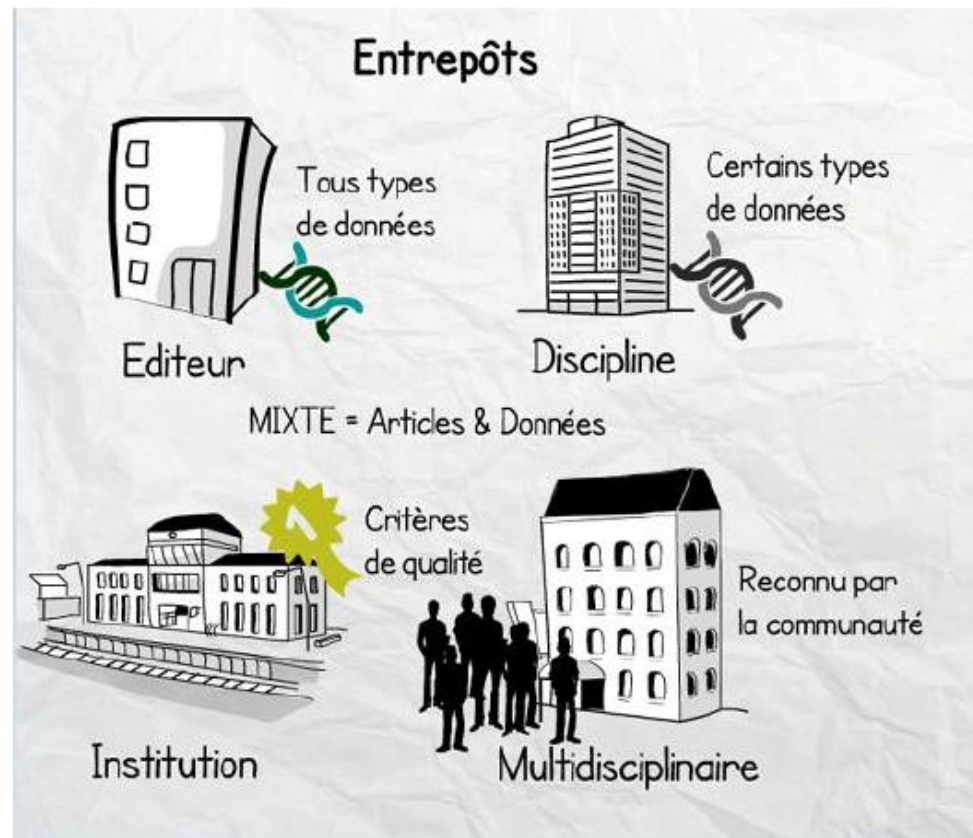 Entrepôts
Tous types
de données
Certains types
de données
Editeur
Discipline
MIXTE = Articles & Données
Critères
de qualité
Reconnu par
la communauté
Institution
Multidisciplinaire